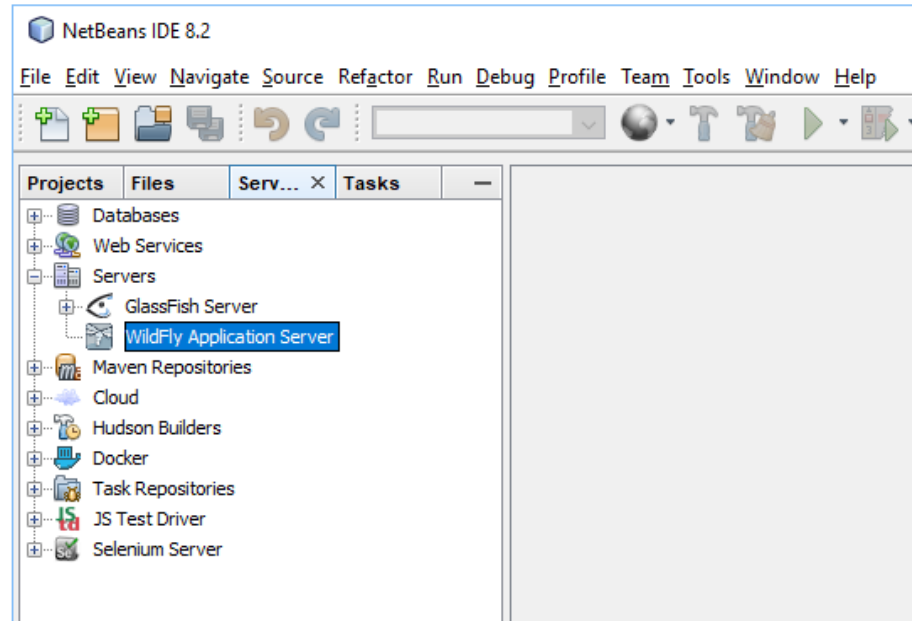 NetBeans IDE 8.2
File Edit View Navigate Source Refactor Run Debug Profile Team Tools Window Help
Projects Files Serv... Tasks
Databases
Web Services
Servers
GlassFish Server
WildFly Application Server
Maven Repositories
Cloud
Hudson Builders
Docker
Task Repositories
JS Test Driver
Selenium Server